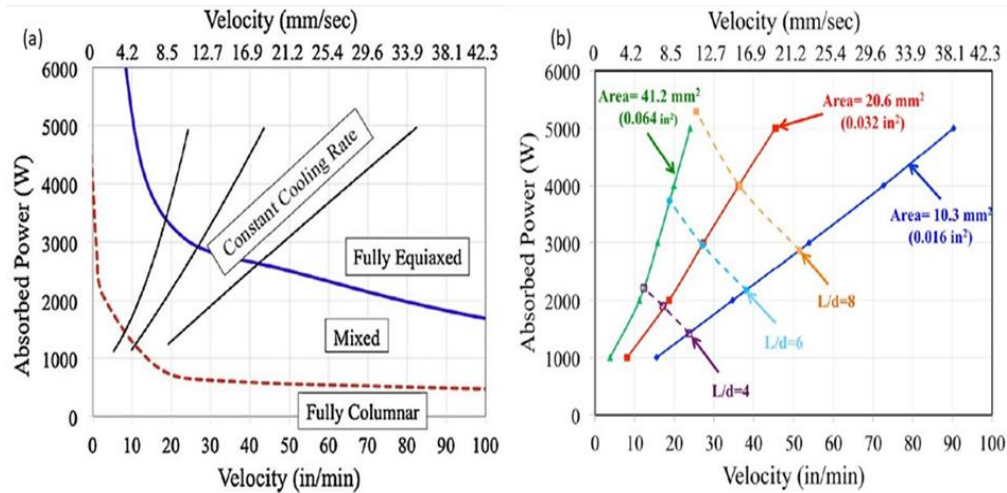 (a)
Velocity (mm/sec)
0 4.2 8.5 12.7 16.9 21.2 25.4 29.6 33.9 38.1 42.3
6000
5000
4000
3000
2000
1000
0
Absorbed Power (W)
Constant Cooling Rate
Fully Equiaxed
Mixed
Fully Columnar
0 10 20 30 40 50 60 70 80 90 100
Velocity (in/min)
(b)
Velocity (mm/sec)
0 4.2 8.5 12.7 16.9 21.2 25.4 29.6 33.9 38.1 42.3
6000
5000
4000
3000
2000
1000
0
Absorbed Power (W)
Area= 41.2 mm²
(0.064 in²)
Area= 20.6 mm²
(0.032 in²)
Area= 10.3 mm²
(0.016 in²)
L/d=8
L/d=6
L/d=4
0 10 20 30 40 50 60 70 80 90 100
Velocity (in/min)